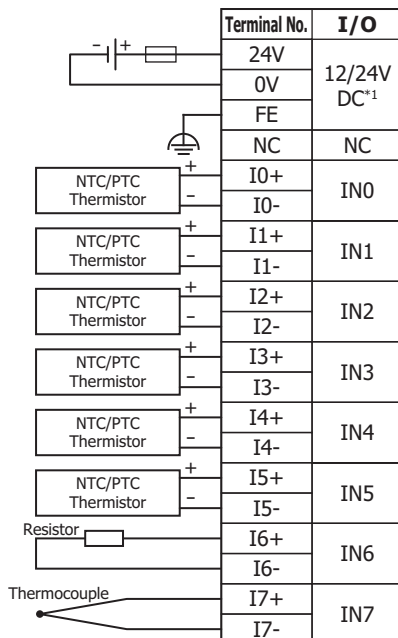 Terminal No. I/O
- + 24V
0V 12/24V DC*1
FE
NC NC
NTC/PTC Thermistor + I0+ IN0
- I0-
NTC/PTC Thermistor + I1+ IN1
- I1-
NTC/PTC Thermistor + I2+ IN2
- I2-
NTC/PTC Thermistor + I3+ IN3
- I3-
NTC/PTC Thermistor + I4+ IN4
- I4-
NTC/PTC Thermistor + I5+ IN5
- I5-
Resistor I6+ IN6
I6-
Thermocouple I7+ IN7
I7-